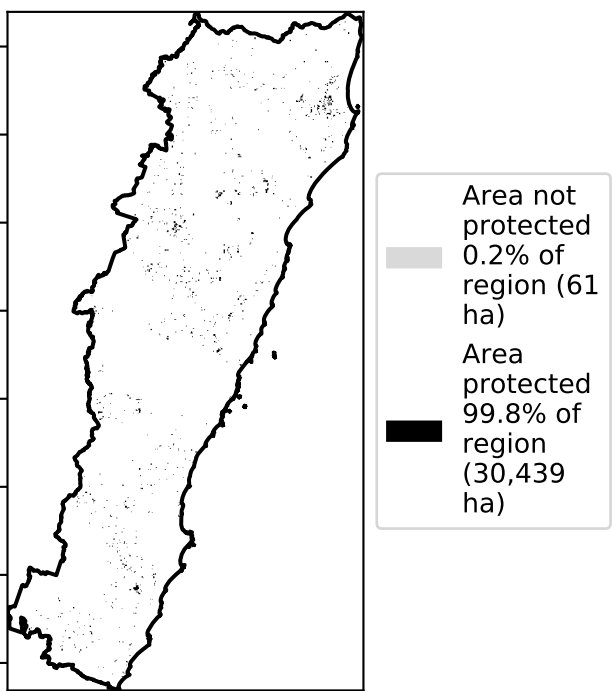 Area not
protected
0.2% of
region (61
ha)
Area
protected
99.8% of
region
(30,439
ha)